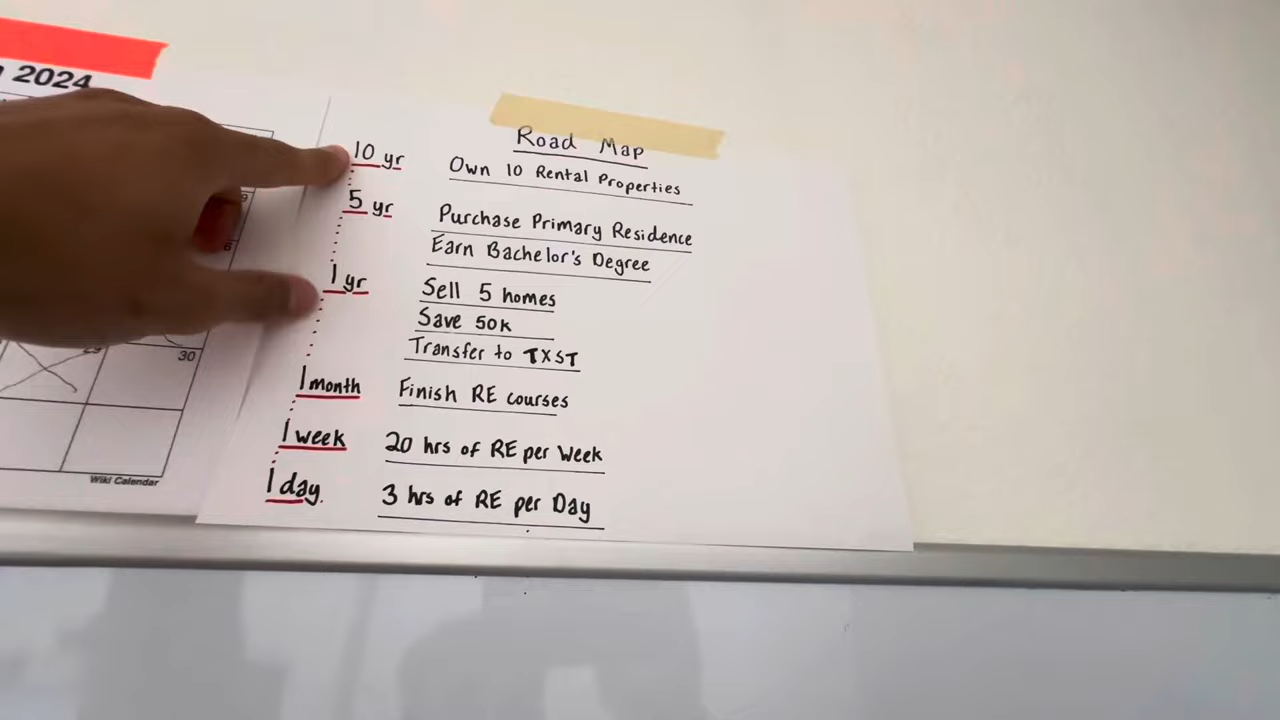 2024
30
Wiki Calendar
Road Map
10 yr Own 10 Rental Properties
5 yr Purchase Primary Residence
Earn Bachelor's Degree
1 yr Sell 5 homes
Save 50K
Transfer to TXST
1 month Finish RE courses
1 week 20 hrs of RE per Week
1 day. 3 hrs of RE per Day